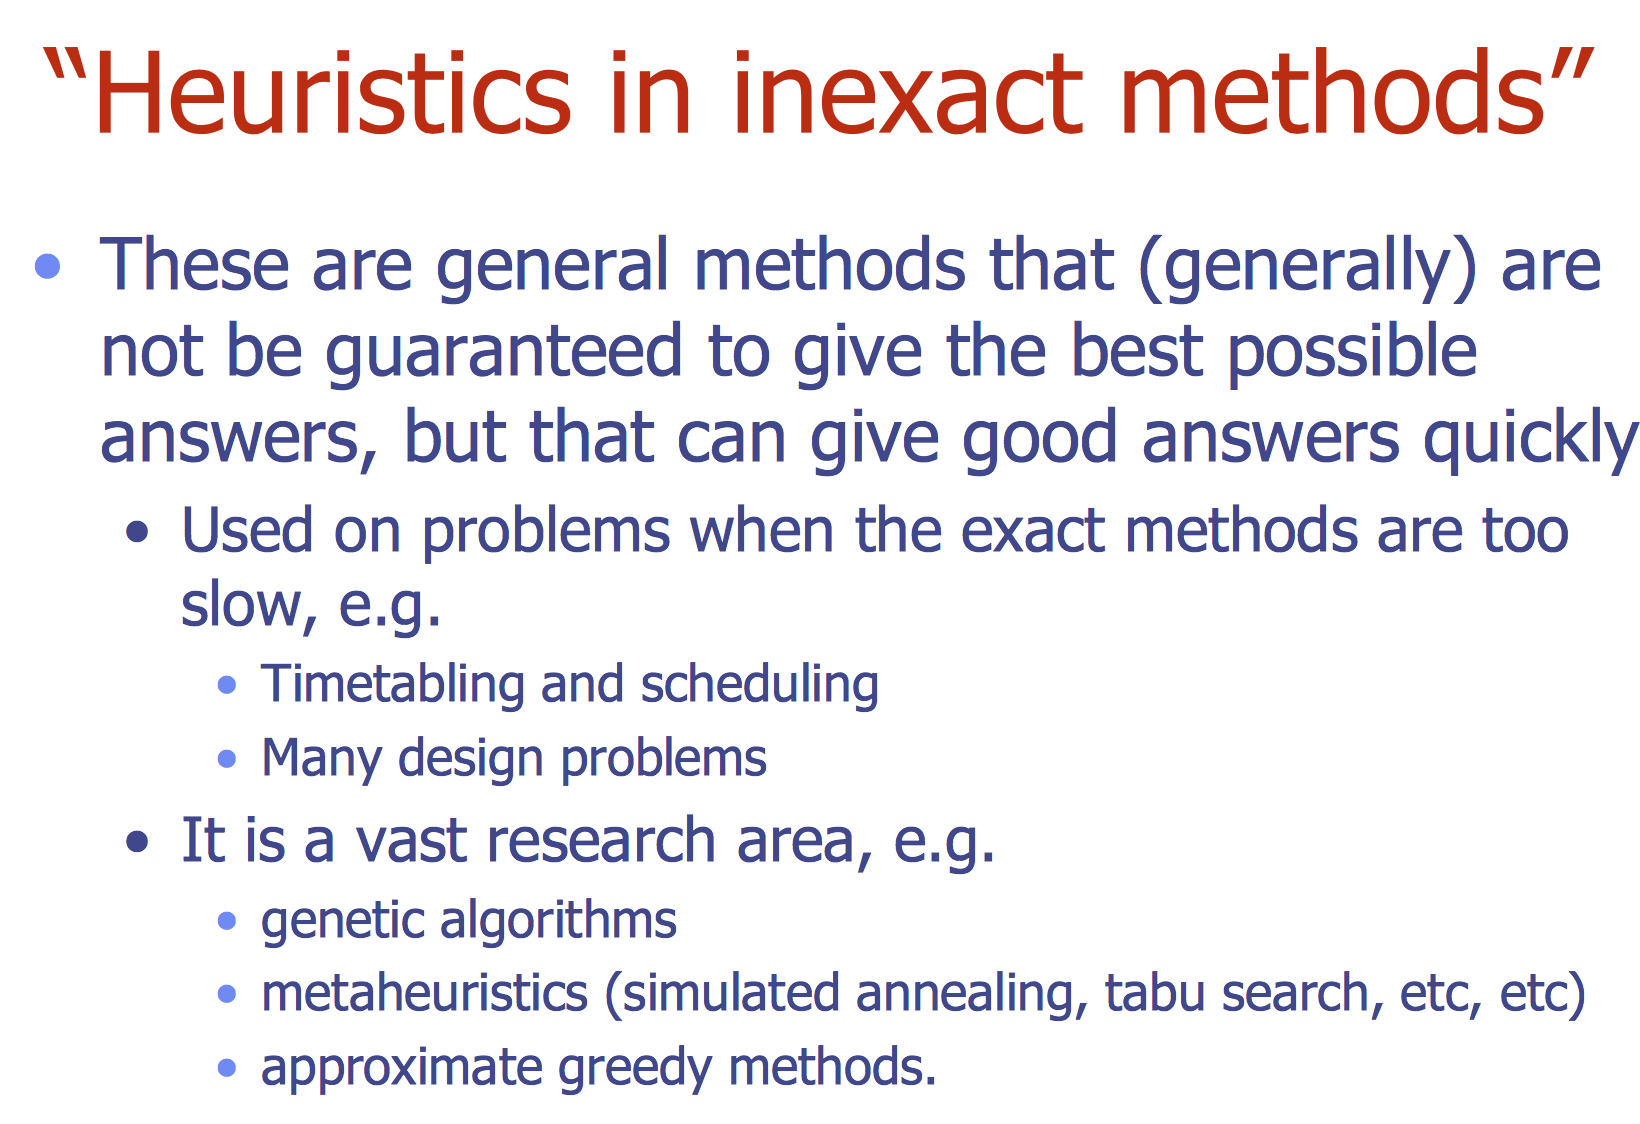 “Heuristics in inexact methods”
• These are general methods that (generally) are
not be guaranteed to give the best possible
answers, but that can give good answers quickly
• Used on problems when the exact methods are too
slow, e.g.
• Timetabling and scheduling
• Many design problems
• It is a vast research area, e.g.
• genetic algorithms
• metaheuristics (simulated annealing, tabu search, etc, etc)
• approximate greedy methods.